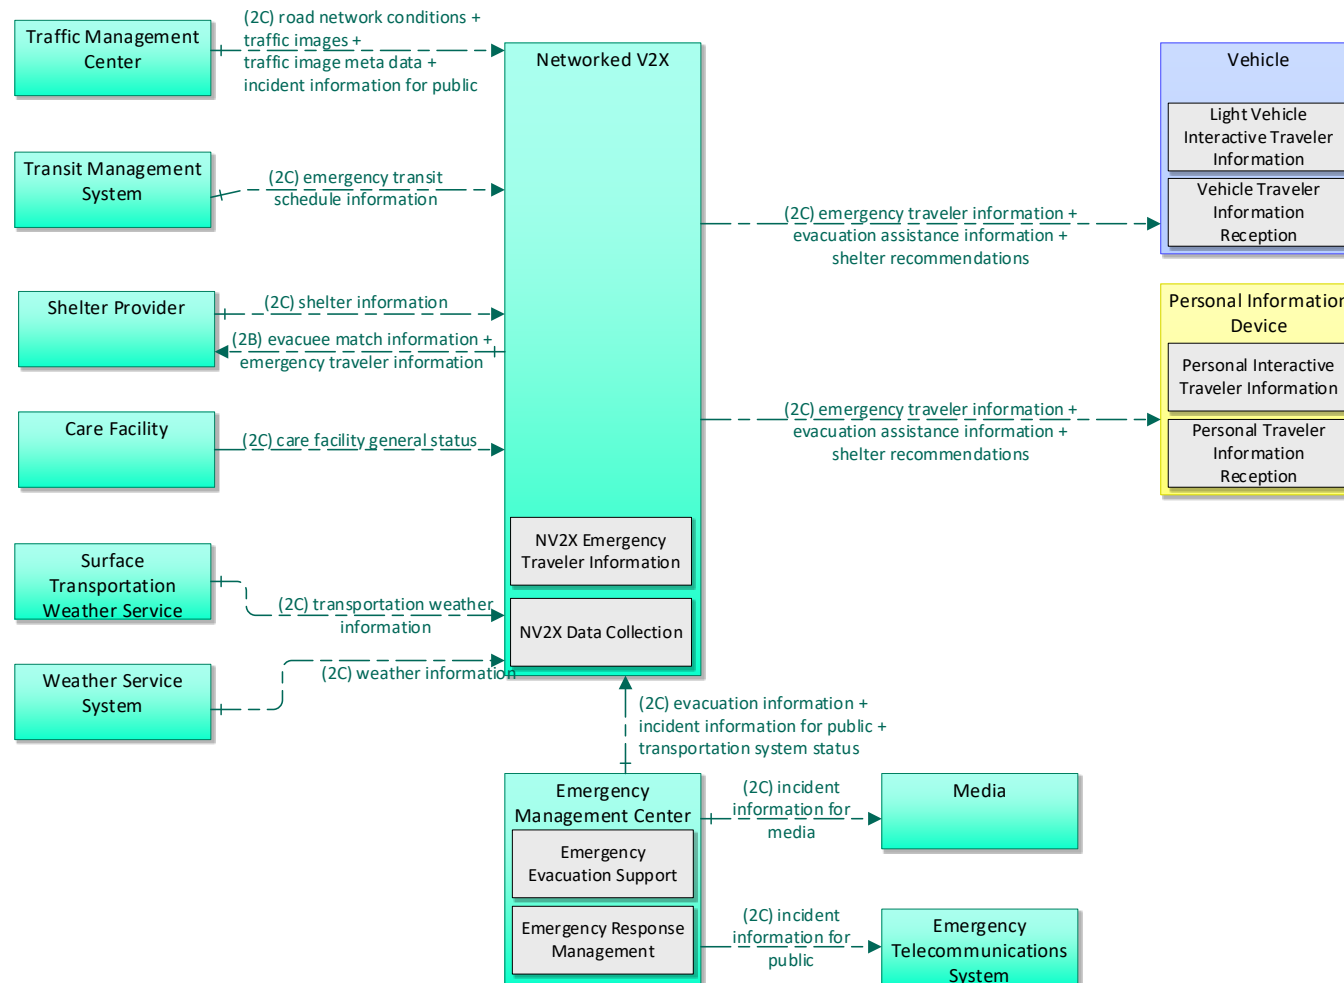 Traffic Management
Center
(2C) road network conditions +
traffic images +
traffic image meta data +
incident information for public
Networked V2X
Vehicle
Light Vehicle
Interactive Traveler
Information
Vehicle Traveler
Information
Reception
Transit Management
System
(2C) emergency transit
schedule information
(2C) emergency traveler information +
evacuation assistance information +
shelter recommendations
Shelter Provider
(2C) shelter information
(2B) evacuee match information +
emergency traveler information
Personal Information
Device
Personal Interactive
Traveler Information
Personal Traveler
Information
Reception
Care Facility
(2C) care facility general status
(2C) emergency traveler information +
evacuation assistance information +
shelter recommendations
NV2X Emergency
Traveler Information
NV2X Data Collection
Surface
Transportation
Weather Service
(2C) transportation weather
information
Weather Service
System
(2C) weather information
(2C) evacuation information +
incident information for public +
transportation system status
Emergency
Management Center
Emergency
Evacuation Support
Emergency Response
Management
(2C) incident
information for
media
Media
(2C) incident
information for
public
Emergency
Telecommunications
System